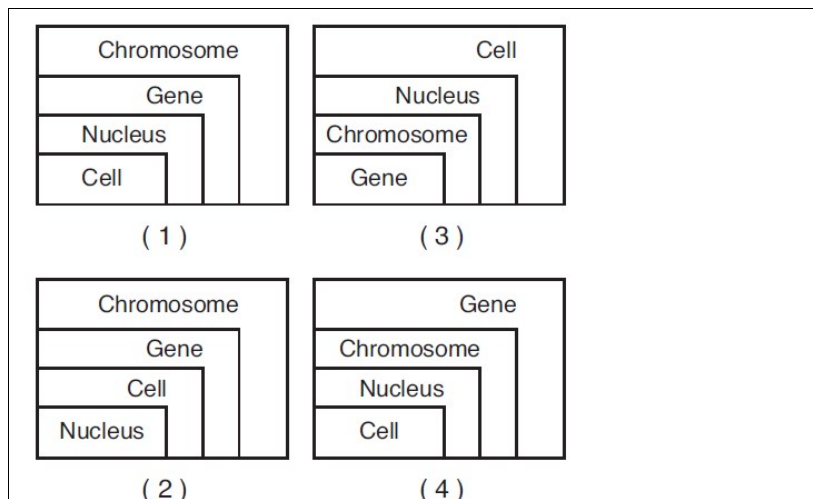 Chromosome
Gene
Nucleus
Cell
( 1 )
Cell
Nucleus
Chromosome
Gene
( 3 )
Chromosome
Gene
Cell
Nucleus
( 2 )
Gene
Chromosome
Nucleus
Cell
( 4 )